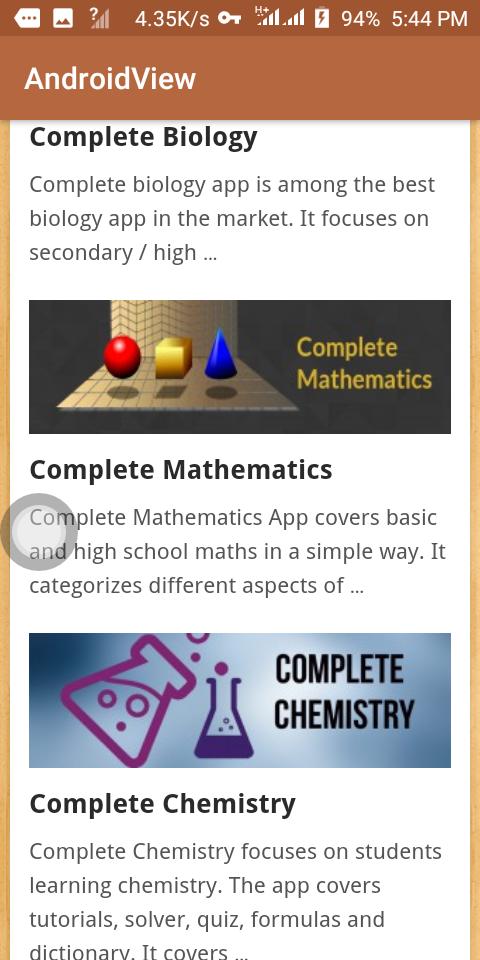 4.35K/s H+ 94% 5:44 PM
AndroidView
Complete Biology
Complete biology app is among the best
biology app in the market. It focuses on
secondary / high ...
Complete
Mathematics
Complete Mathematics
Complete Mathematics App covers basic
and high school maths in a simple way. It
categorizes different aspects of ...
COMPLETE
CHEMISTRY
Complete Chemistry
Complete Chemistry focuses on students
learning chemistry. The app covers
tutorials, solver, quiz, formulas and
dictionary. It covers ...